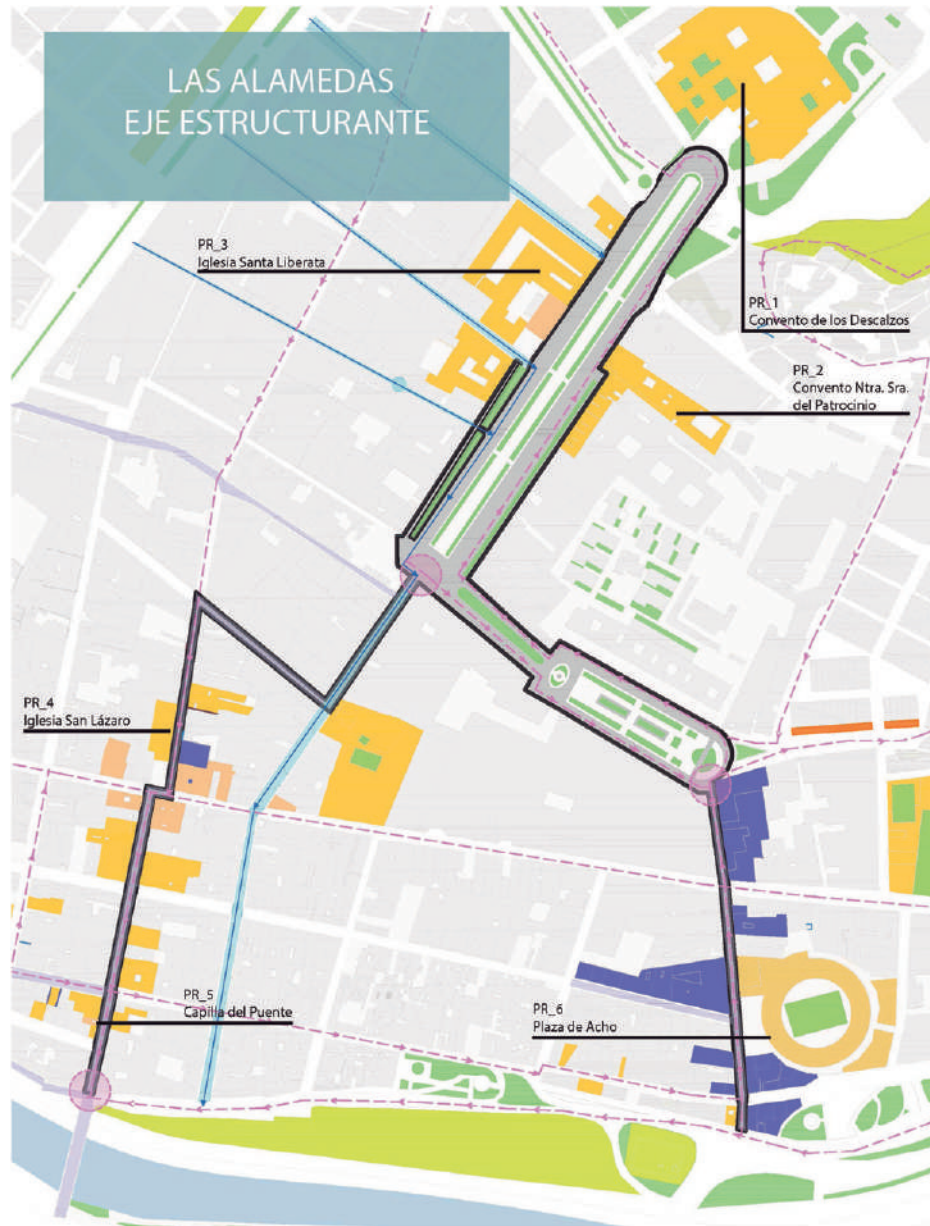 LAS ALAMEDAS
EJE ESTRUCTURANTE
PR_3
Iglesia Santa Liberata
PR_1
Convento de los Descalzos
PR_2
Convento Ntra. Sra.
del Patrocinio
PR_4
Iglesia San Lázaro
PR_5
Capilla del Puente
PR_6
Plaza de Acho